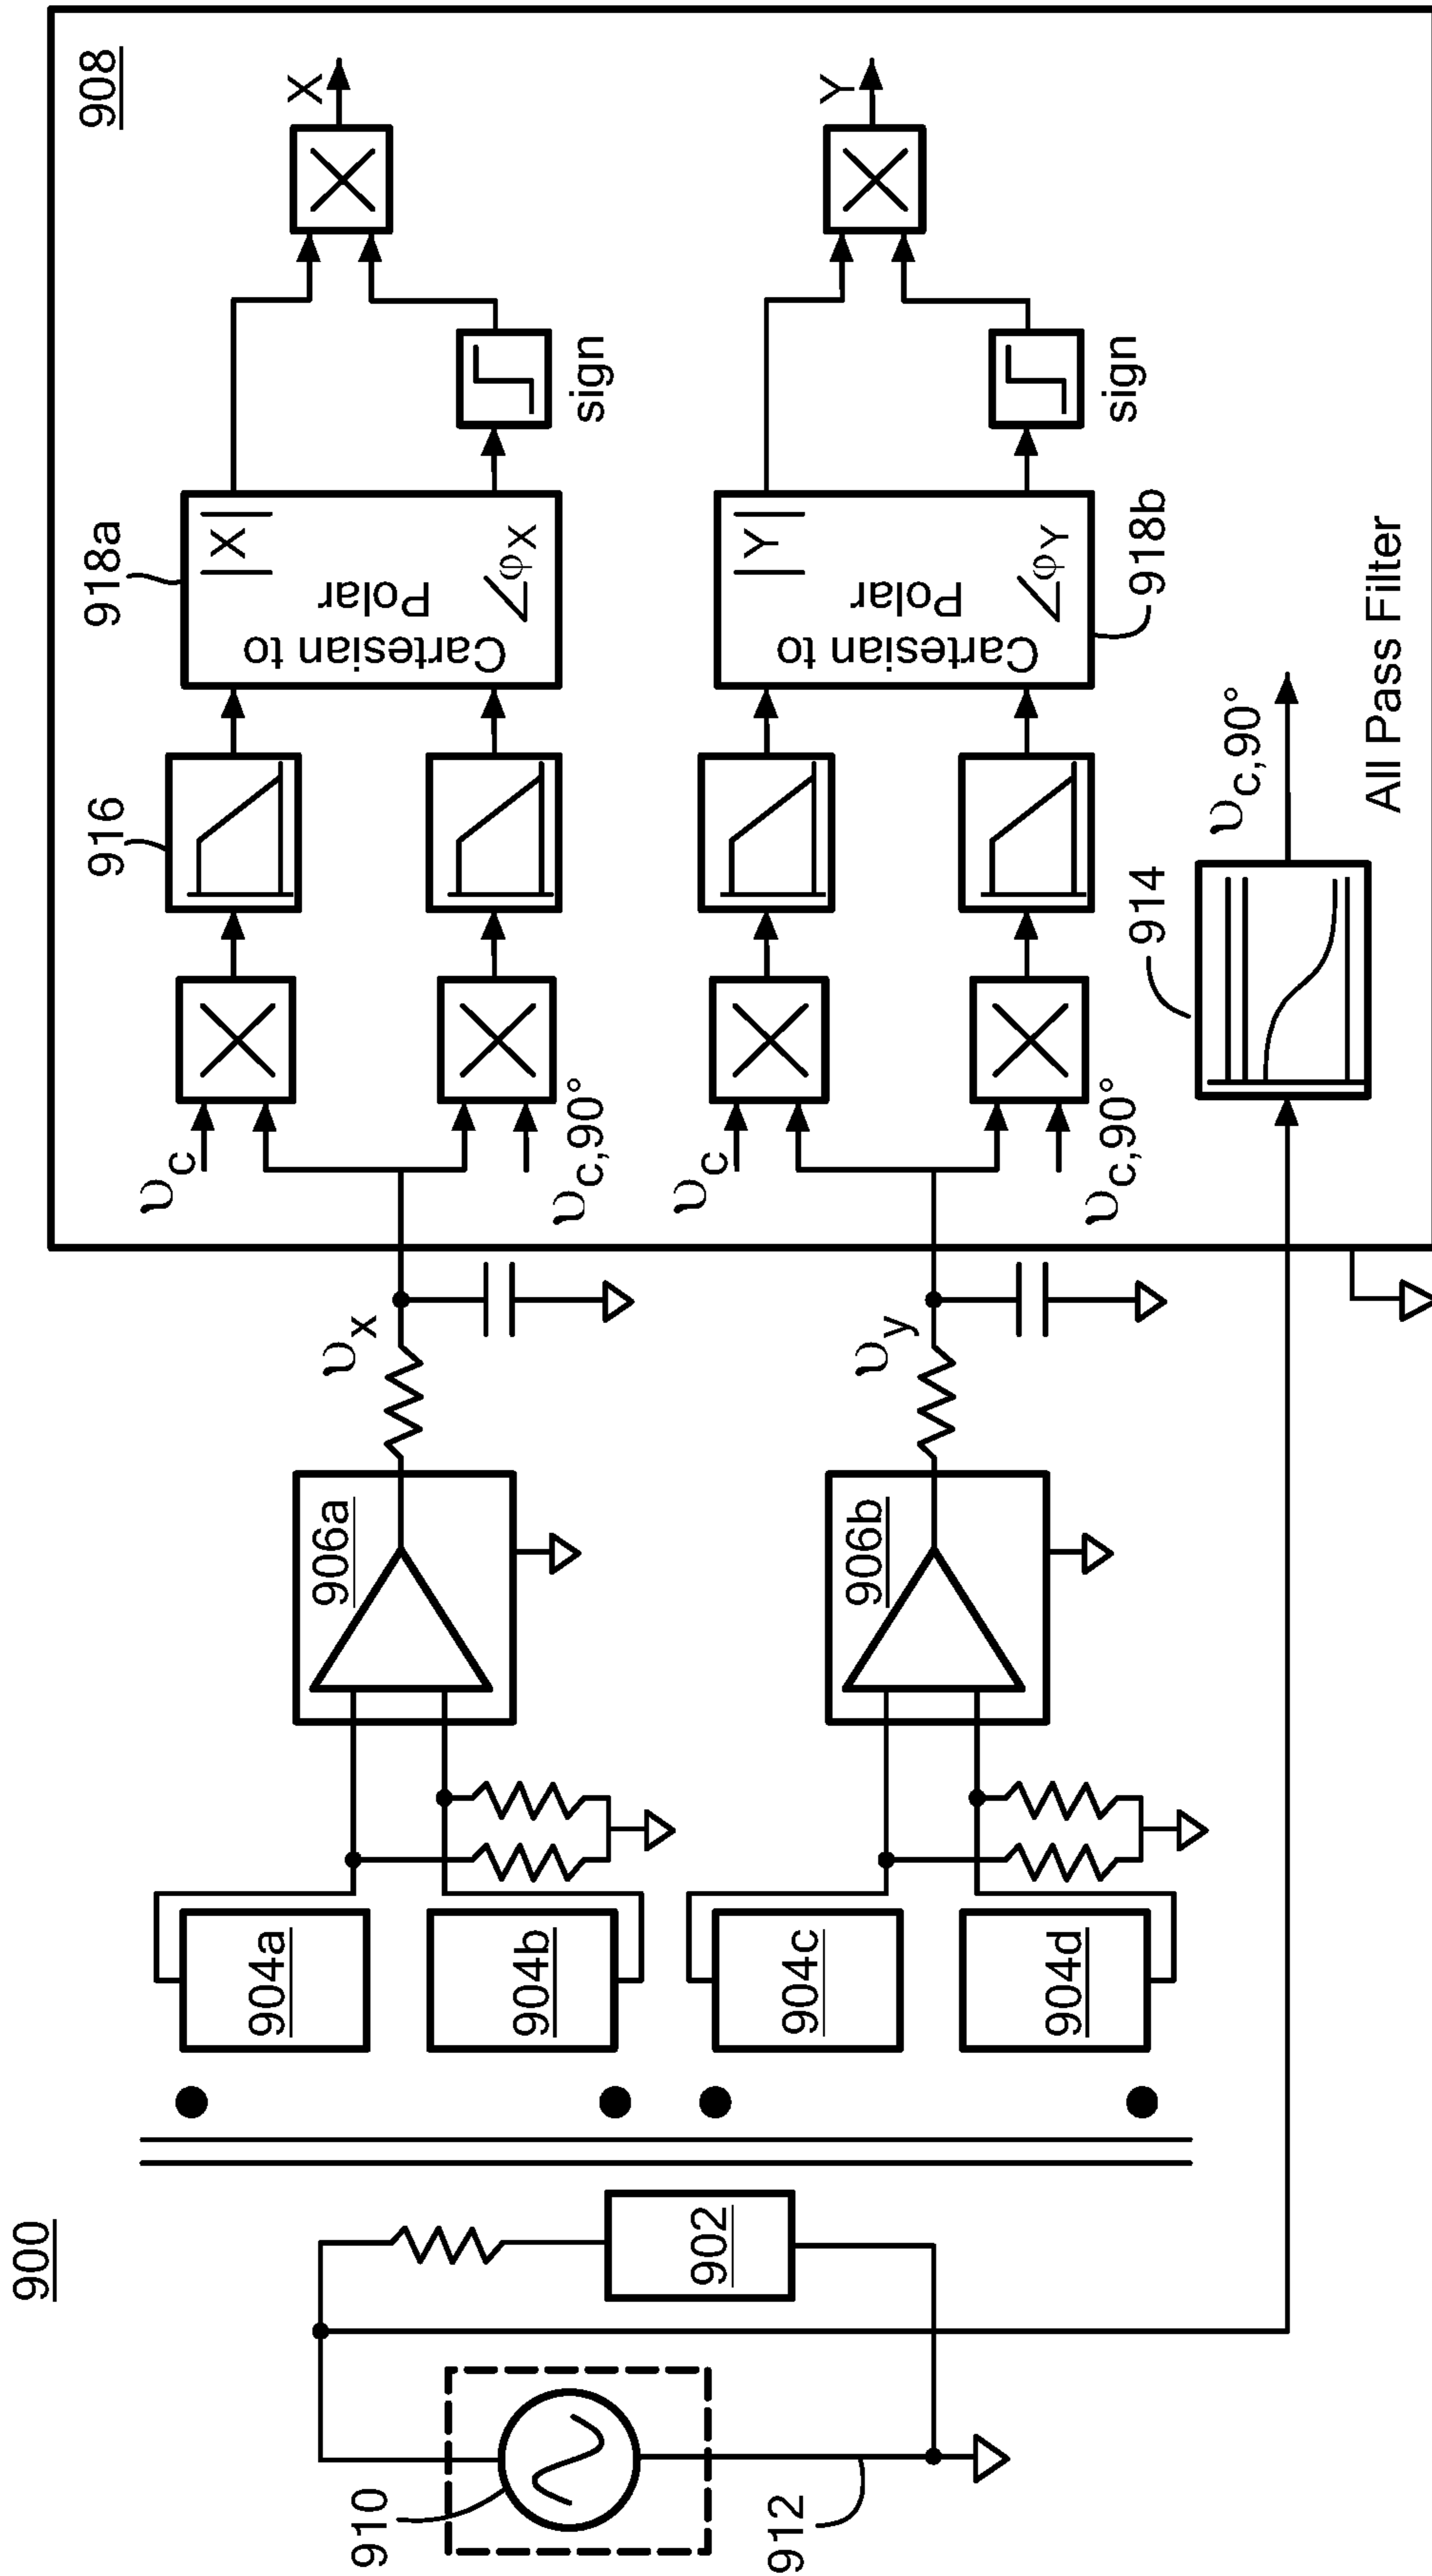 900
910
912
902
904a
904b
904c
904d
906a
906b
υx
υy
908
υc
υc,90°
υc
υc,90°
916
918a
Cartesian to
Polar
|X|
∠φX
sign
X
918b
Cartesian to
Polar
|Y|
∠φY
sign
Y
914
υc,90°
All Pass Filter